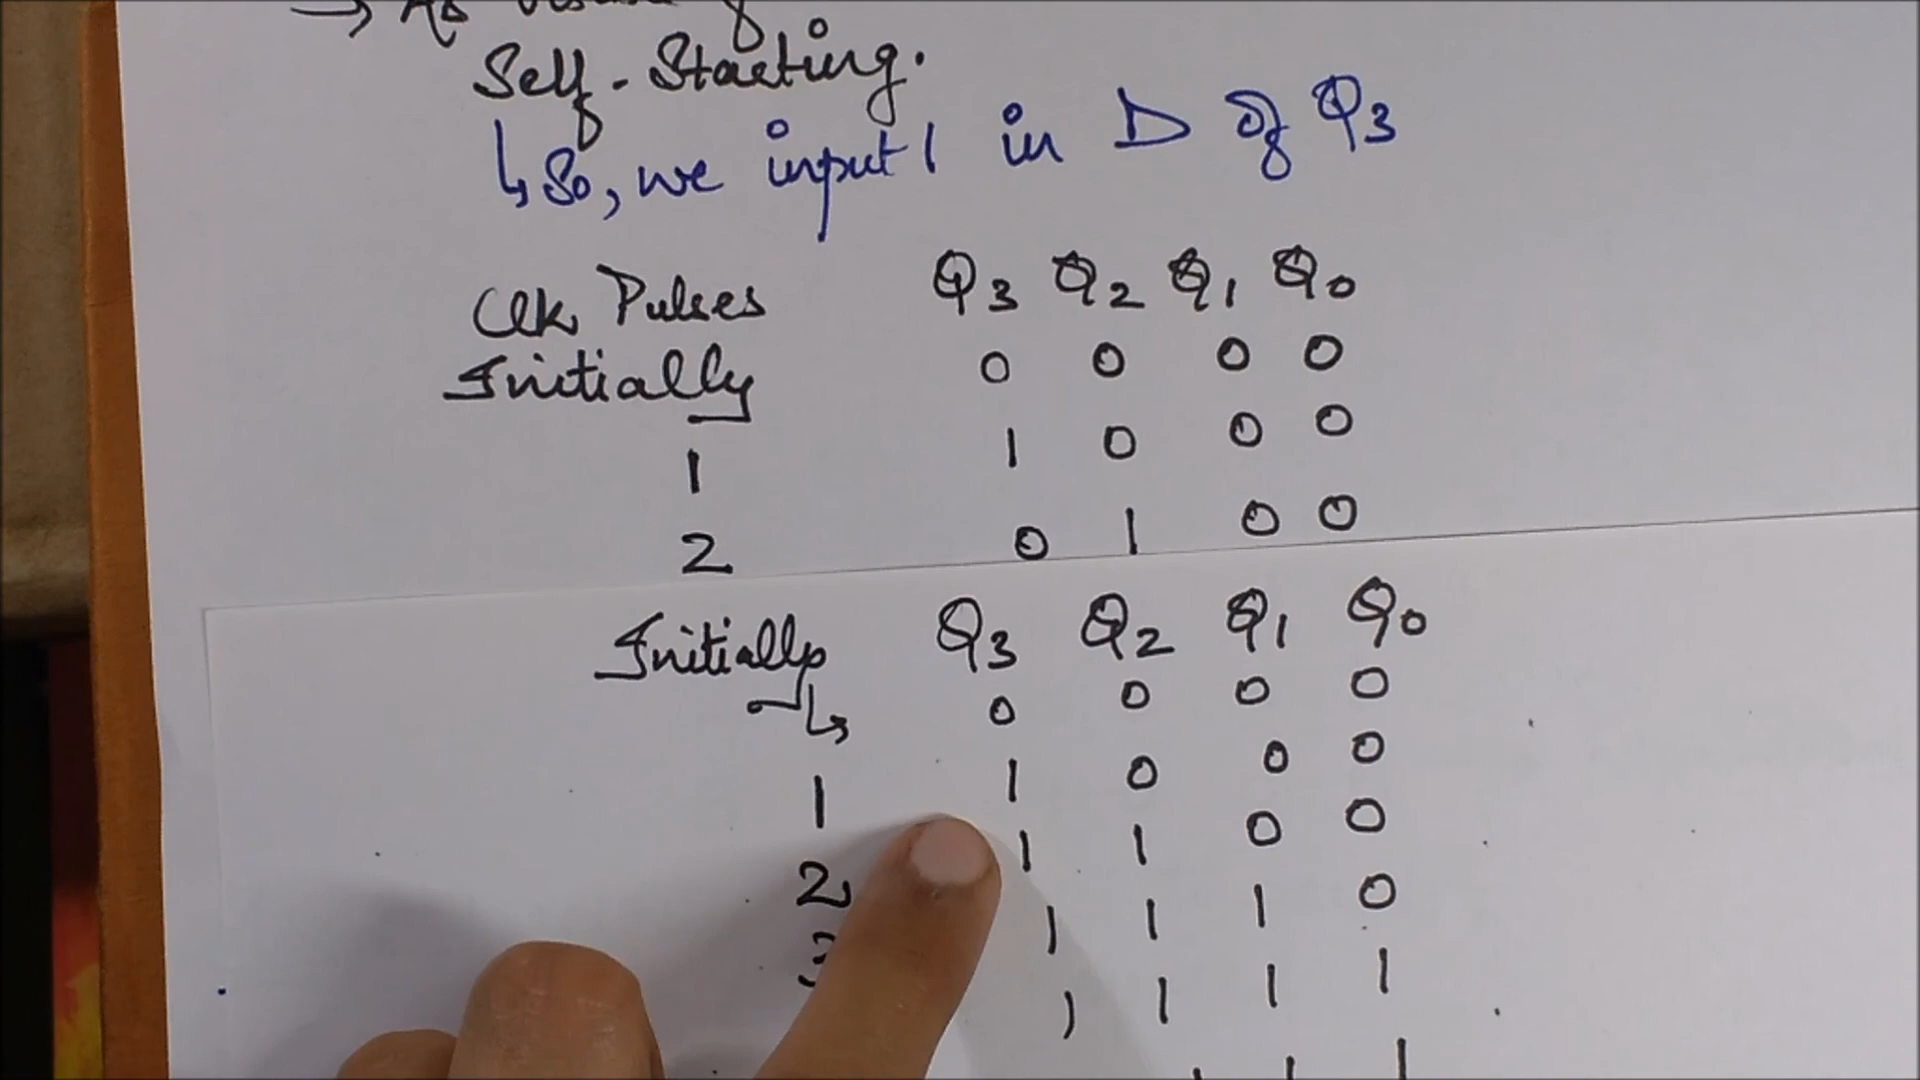 → As
Self-Starting.
↳ So, we input 1 in D of Q3
Clk Pulses Q3 Q2 Q1 Q0
Initially 0 0 0 0
1 1 0 0 0
2 0 1 0 0
Initially Q3 Q2 Q1 Q0
↳ 0 0 0 0
1 1 0 0 0
2 1 1 0 0
3 1 1 1 0
1 1 1 1
1 1 1